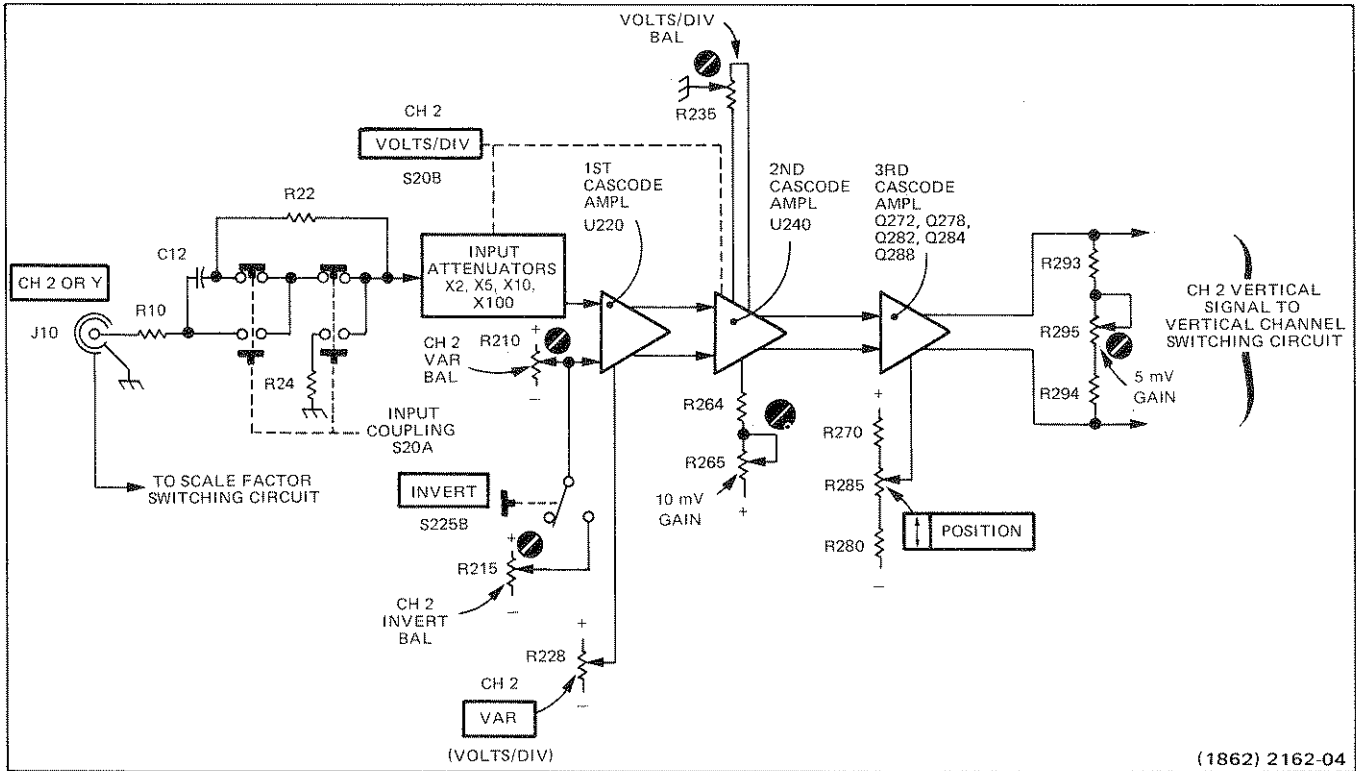 VOLTS/DIV
BAL
R235
CH 2
VOLTS/DIV
S20B
1ST
CASCODE
AMPL
U220
2ND
CASCODE
AMPL
U240
3RD
CASCODE
AMPL
Q272, Q278,
Q282, Q284
Q288
R22
C12
CH 2 OR Y
J10
R10
R24
INPUT
ATTENUATORS
X2, X5, X10,
X100
INPUT
COUPLING
S20A
TO SCALE FACTOR
SWITCHING CIRCUIT
+
R210
CH 2
VAR
BAL
–
INVERT
S225B
+
R215
–
CH 2
INVERT
BAL
+
R228
–
CH 2
VAR
(VOLTS/DIV)
R264
R265
10 mV
GAIN
+
+
R270
R285
R280
–
POSITION
R293
R295
R294
5 mV
GAIN
CH 2 VERTICAL
SIGNAL TO
VERTICAL CHANNEL
SWITCHING CIRCUIT
(1862) 2162-04